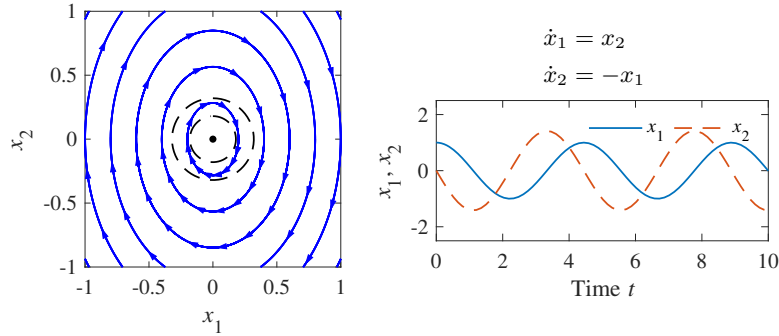 x₂
1
0.5
0
-0.5
-1
-1 -0.5 0 0.5 1
x₁
ẋ₁ = x₂
ẋ₂ = −x₁
x₁, x₂
2
0
-2
x₁ x₂
0 2 4 6 8 10
Time t